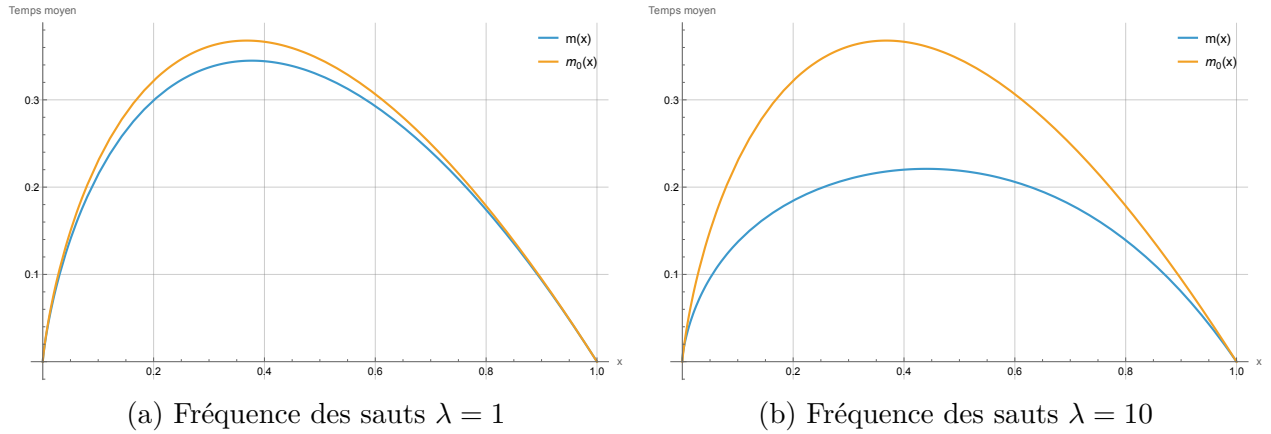 Temps moyen
m(x)
m₀(x)
0.3
0.2
0.1
0.2 0.4 0.6 0.8 1.0
x
(a) Fréquence des sauts λ = 1
Temps moyen
m(x)
m₀(x)
0.3
0.2
0.1
0.2 0.4 0.6 0.8 1.0
x
(b) Fréquence des sauts λ = 10